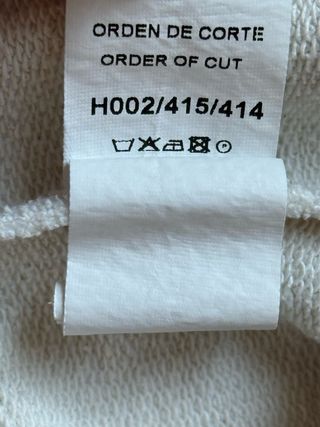 ORDEN DE CORTE
ORDER OF CUT
H002/415/414